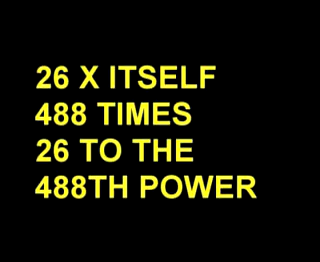 26 X ITSELF
488 TIMES
26 TO THE
488TH POWER